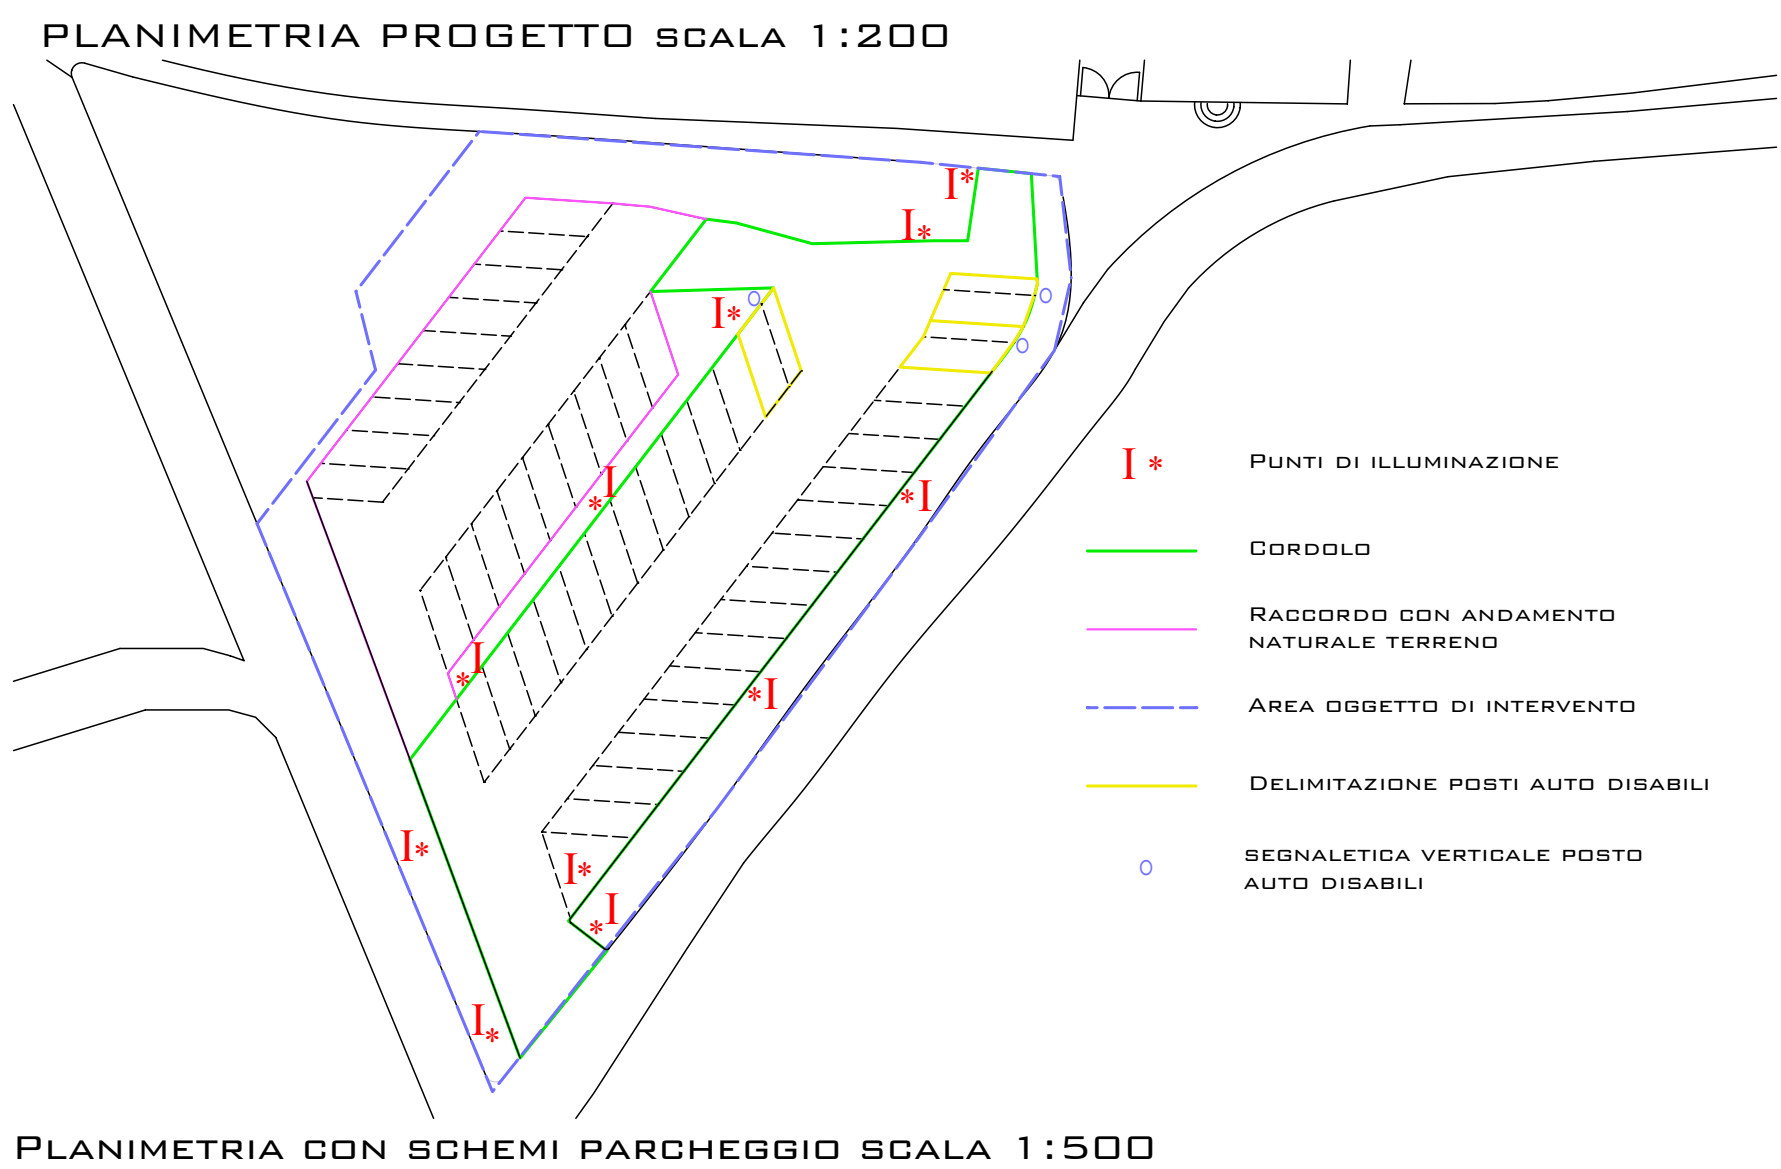 PLANIMETRIA PROGETTO SCALA 1:200
I*
I*
I*
I
*
*I
I
*
*I
I*
I*
I
*
I*
I *
PUNTI DI ILLUMINAZIONE
CORDOLO
RACCORDO CON ANDAMENTO
NATURALE TERRENO
AREA OGGETTO DI INTERVENTO
DELIMITAZIONE POSTI AUTO DISABILI
SEGNALETICA VERTICALE POSTO
AUTO DISABILI
PLANIMETRIA CON SCHEMI PARCHEGGIO SCALA 1:500